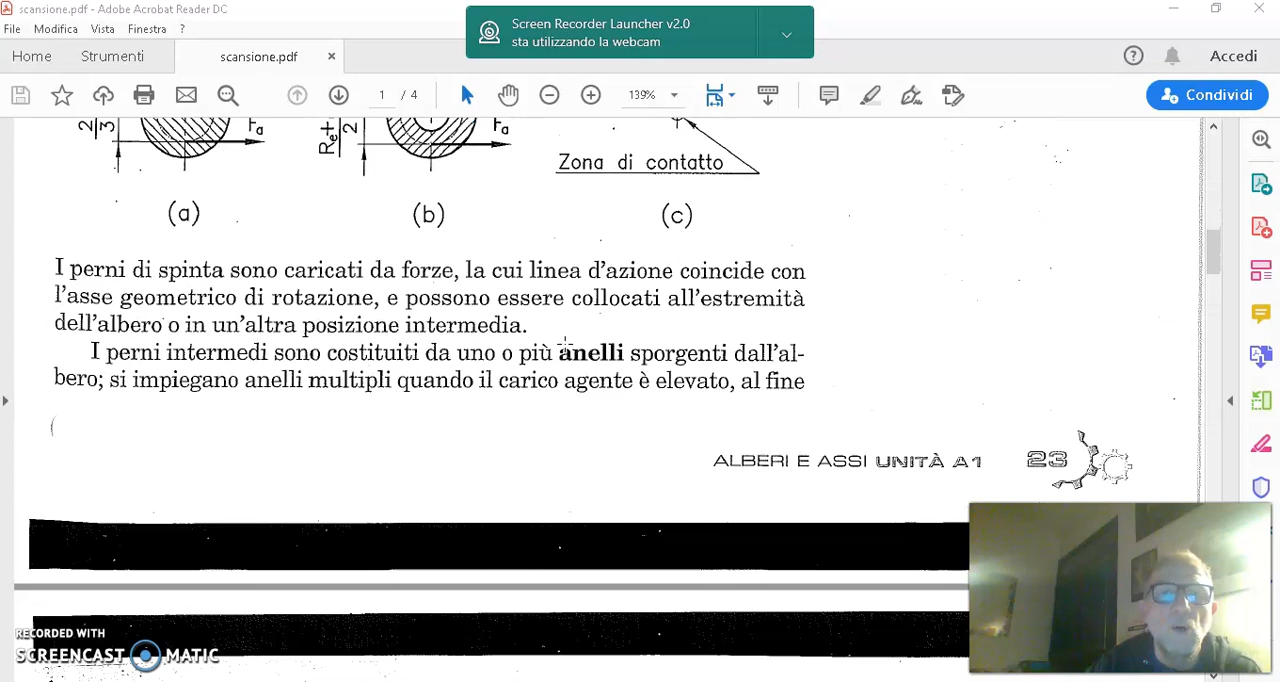 scansione.pdf - Adobe Acrobat Reader DC
File Modifica Vista Finestra ?
Screen Recorder Launcher v2.0
sta utilizzando la webcam
Home Strumenti scansione.pdf × Accedi
1 / 4 139% Condividi
2/3 Fa Re+ 2 Fa
Zona di contatto
(a) (b) (c)
I perni di spinta sono caricati da forze, la cui linea d'azione coincide con
l'asse geometrico di rotazione, e possono essere collocati all'estremità
dell'albero o in un'altra posizione intermedia.
I perni intermedi sono costituiti da uno o più anelli sporgenti dall'al-
bero; si impiegano anelli multipli quando il carico agente è elevato, al fine
ALBERI E ASSI UNITÀ A1 23
RECORDED WITH
SCREENCAST MATIC